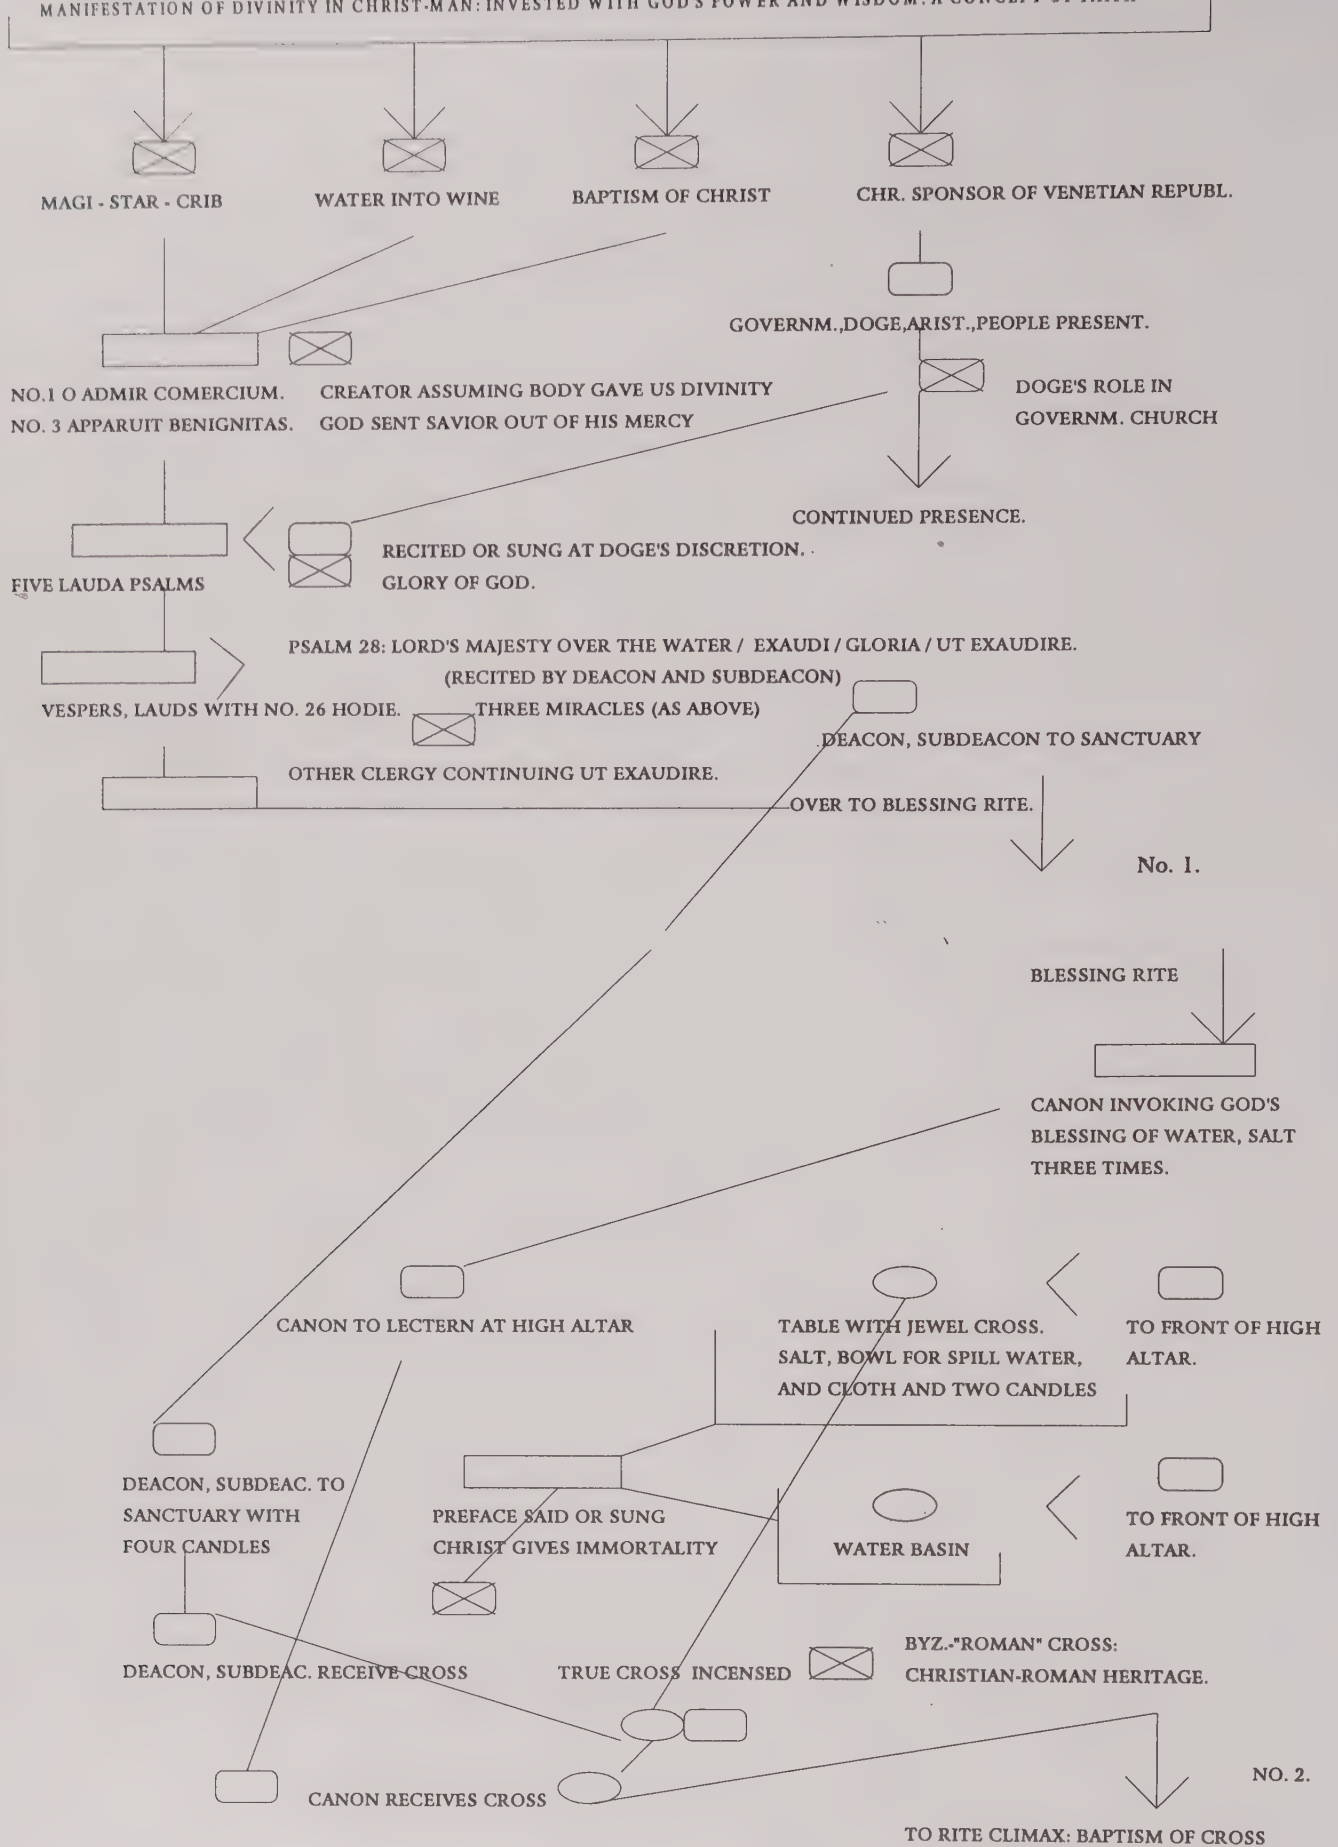 MANIFESTATION OF DIVINITY IN CHRIST-MAN: INVESTED WITH GOD'S POWER AND WISDOM: A CONCEPT OF FAITH
MAGI - STAR - CRIB
WATER INTO WINE
BAPTISM OF CHRIST
CHR. SPONSOR OF VENETIAN REPUBL.
GOVERNM.,DOGE,ARIST.,PEOPLE PRESENT.
NO.1 O ADMIR COMERCIUM.
CREATOR ASSUMING BODY GAVE US DIVINITY
DOGE'S ROLE IN
NO. 3 APPARUIT BENIGNITAS.
GOD SENT SAVIOR OUT OF HIS MERCY
GOVERNM. CHURCH
CONTINUED PRESENCE.
RECITED OR SUNG AT DOGE'S DISCRETION.
FIVE LAUDA PSALMS
GLORY OF GOD.
PSALM 28: LORD'S MAJESTY OVER THE WATER / EXAUDI / GLORIA / UT EXAUDIRE.
(RECITED BY DEACON AND SUBDEACON)
VESPERS, LAUDS WITH NO. 26 HODIE.
THREE MIRACLES (AS ABOVE)
DEACON, SUBDEACON TO SANCTUARY
OTHER CLERGY CONTINUING UT EXAUDIRE.
OVER TO BLESSING RITE.
No. 1.
BLESSING RITE
CANON INVOKING GOD'S
BLESSING OF WATER, SALT
THREE TIMES.
CANON TO LECTERN AT HIGH ALTAR
TABLE WITH JEWEL CROSS.
SALT, BOWL FOR SPILL WATER,
AND CLOTH AND TWO CANDLES
TO FRONT OF HIGH
ALTAR.
DEACON, SUBDEAC. TO
SANCTUARY WITH
FOUR CANDLES
PREFACE SAID OR SUNG
CHRIST GIVES IMMORTALITY
WATER BASIN
TO FRONT OF HIGH
ALTAR.
DEACON, SUBDEAC. RECEIVE CROSS
TRUE CROSS INCENSED
BYZ.-"ROMAN" CROSS:
CHRISTIAN-ROMAN HERITAGE.
CANON RECEIVES CROSS
NO. 2.
TO RITE CLIMAX: BAPTISM OF CROSS